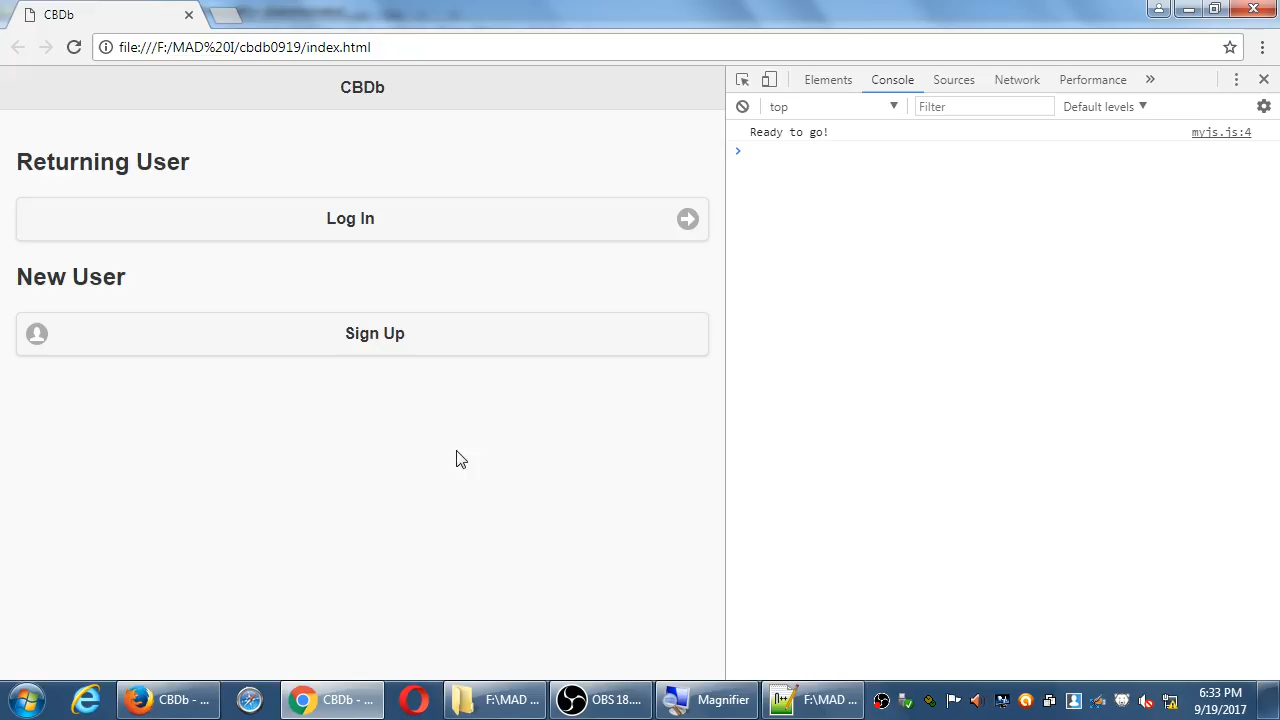 CBDb
file:///F:/MAD%20I/cbdb0919/index.html
CBDb
Returning User
Log In
New User
Sign Up
Elements Console Sources Network Performance »
top Filter Default levels
Ready to go! myjs.js:4
CBDb - ... CBDb - ... F:\MAD ... OBS 18.... Magnifier F:\MAD ...
6:33 PM
9/19/2017